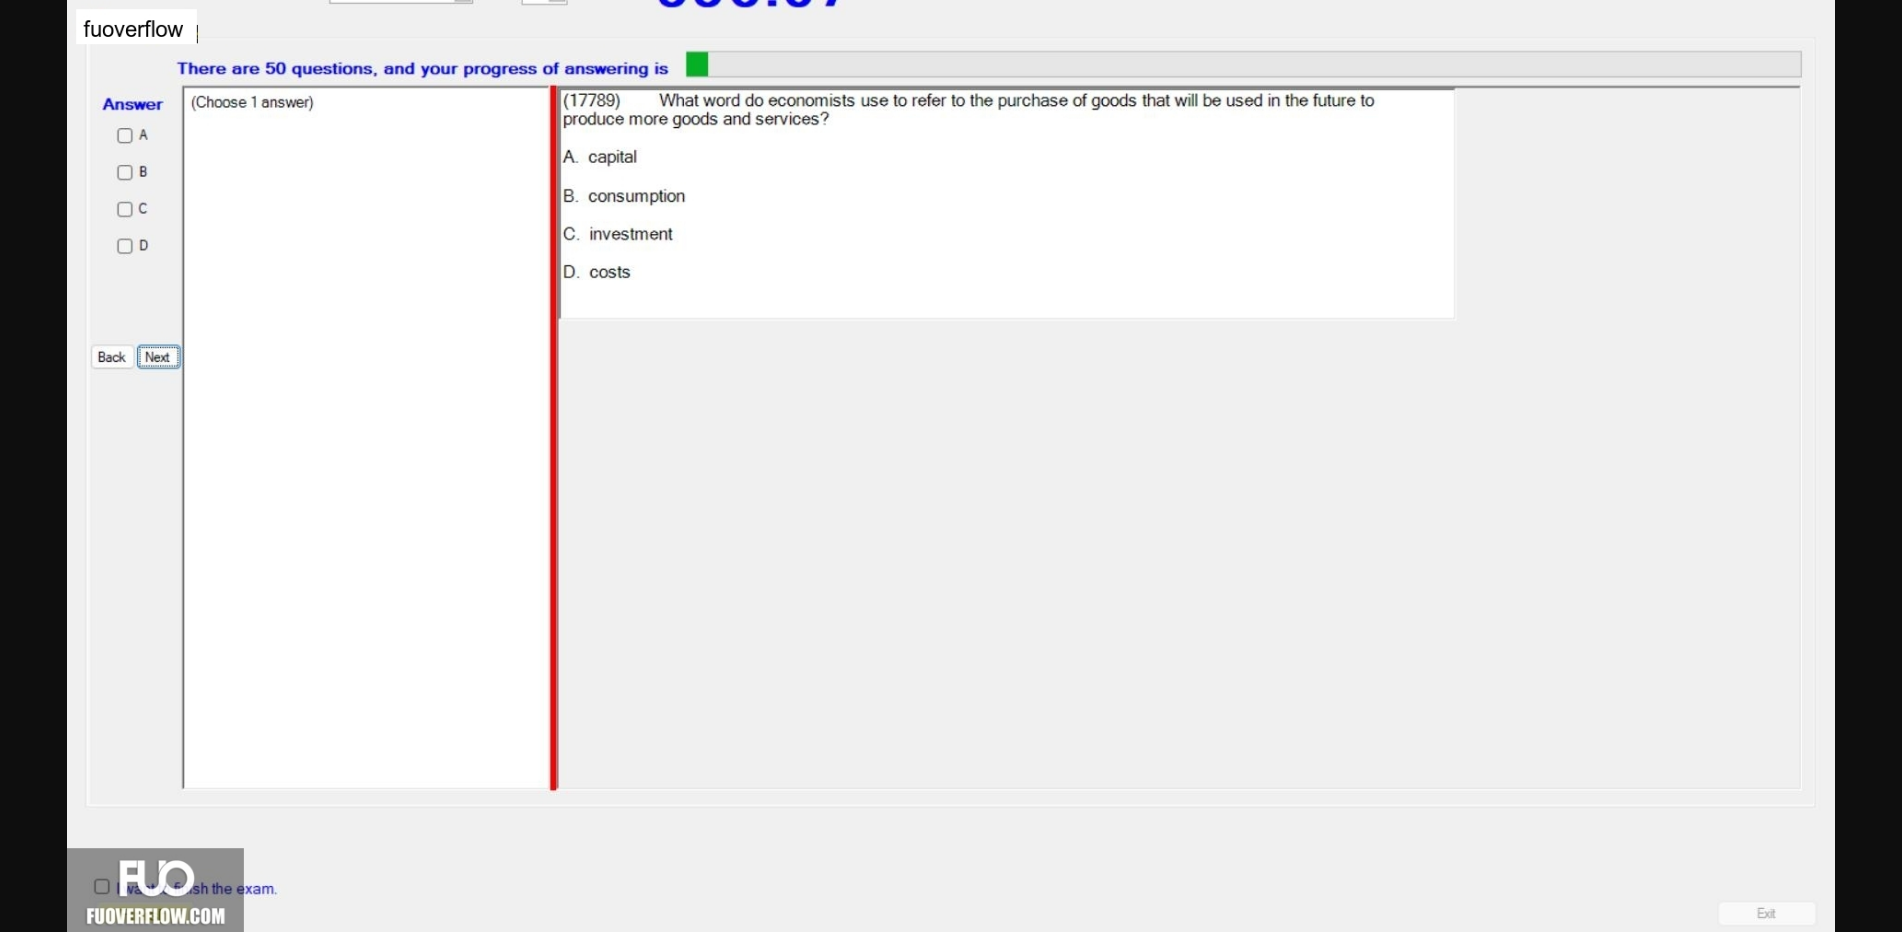 fuoverflow
There are 50 questions, and your progress of answering is
Answer
(Choose 1 answer)
A
B
C
D
Back
Next
(17789) What word do economists use to refer to the purchase of goods that will be used in the future to
produce more goods and services?
A. capital
B. consumption
C. investment
D. costs
FUO
finish the exam.
FUOVERFLOW.COM
Exit